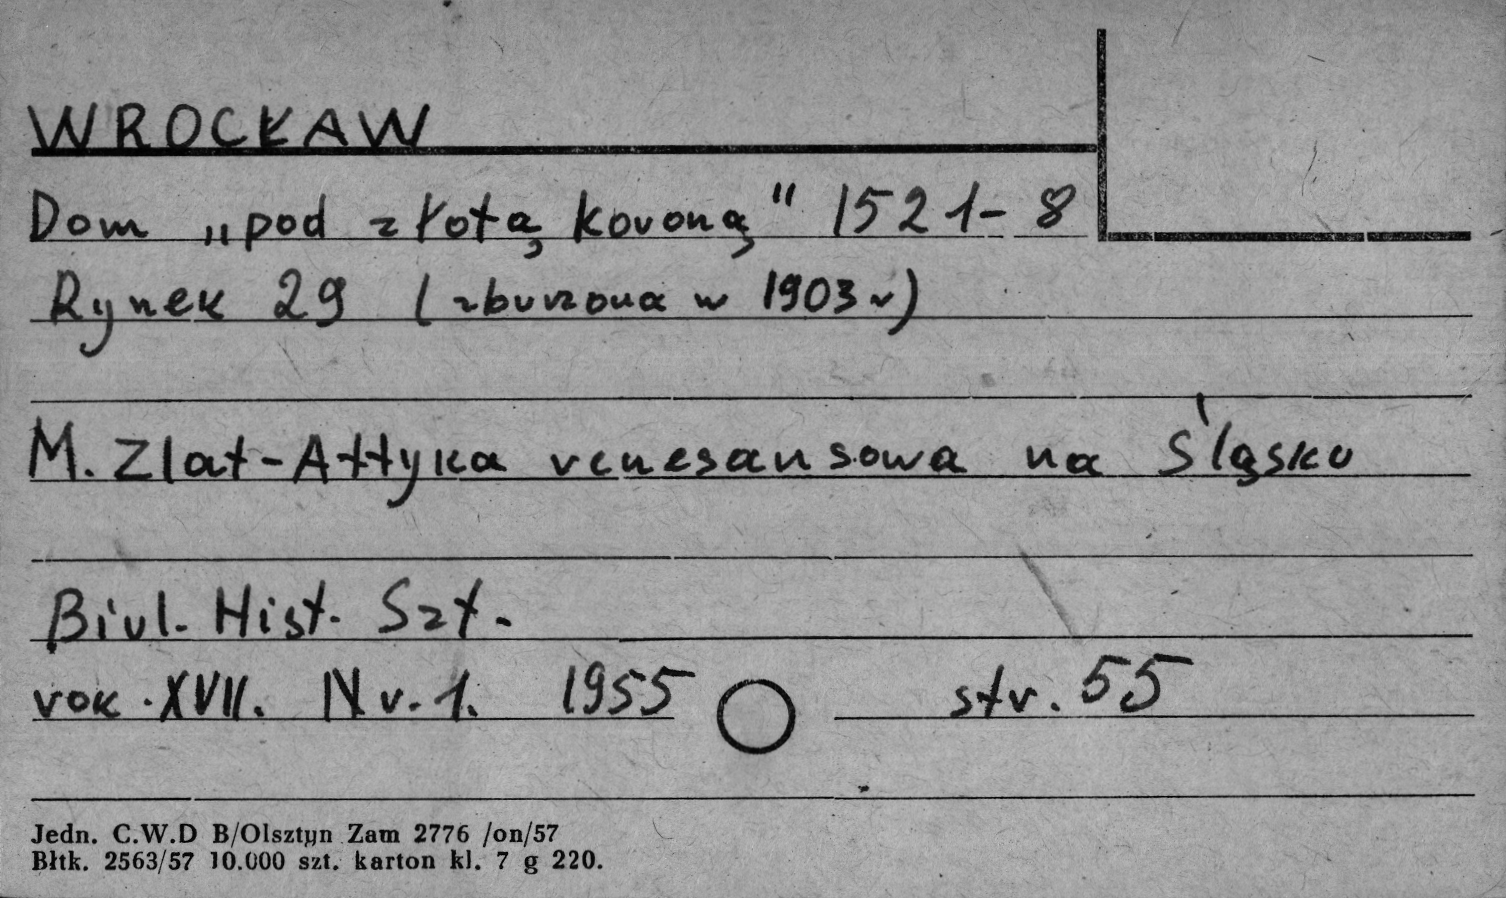 WROCŁAW
Dom „pod złotą koroną" 1521-8
Rynek 29 (zburzona w 1903 r)
M. Zlat - Attyka renesansowa na Śląsku
Biul. Hist. Szt.
rok. XVII. Nr. 1. 1955 str. 55
Jedn. C.W.D B/Olsztyn Zam 2776 /on/57
Błtk. 2563/57 10.000 szt. karton kl. 7 g 220.